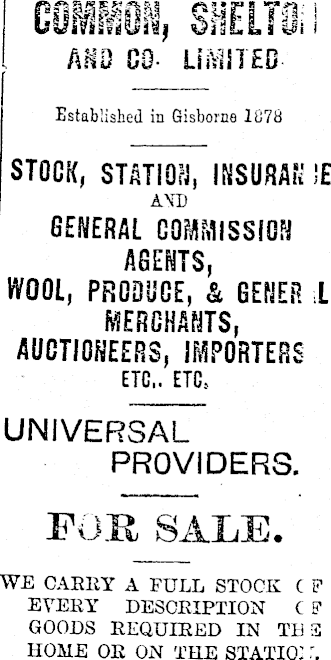 COMMON, SHELTON
AND CO. LIMITED.
Established in Gisborne 1878
STOCK, STATION, INSURANCE
AND
GENERAL COMMISSION
AGENTS,
WOOL, PRODUCE, & GENERAL
MERCHANTS,
AUCTIONEERS, IMPORTERS
ETC., ETC.
UNIVERSAL
PROVIDERS.
FOR SALE.
WE CARRY A FULL STOCK OF
EVERY DESCRIPTION OF
GOODS REQUIRED IN THE
HOME OR ON THE STATION.